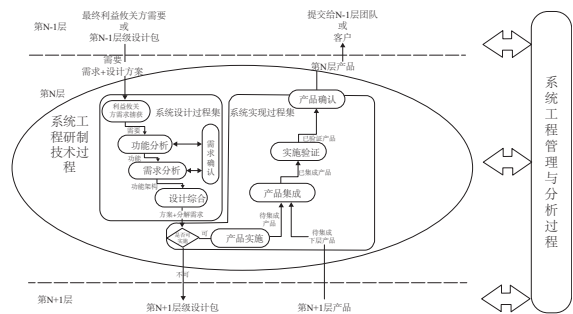 最终利益攸关方需要
或
第N-1层级设计包
提交给N-1层团队
或
客户
第N-1层
需要
需求+设计方案
第N层产品
第N层
系统工
程研制
技术过
程
利益攸关
方需求捕获
系统设计过程集
需要
功能分析
功能
需求分析
功能架构
设计综合
方案+分解需求
需求确认
系统实现过程集
产品确认
已验证产品
实施验证
已集成产品
产品集成
待集成
产品
待集成
下层产品
是否可
实施
可
产品实施
不可
第N+1层
第N+1层级设计包
第N+1层产品
系统工程管理与分析过程